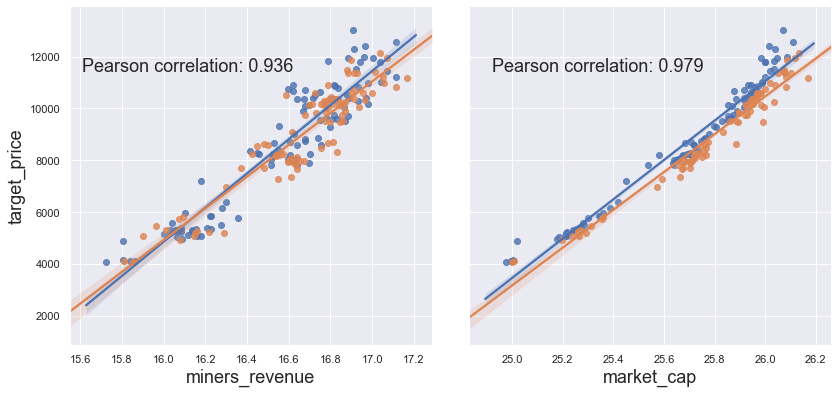 Pearson correlation: 0.936
Pearson correlation: 0.979
target_price
12000
10000
8000
6000
4000
2000
15.6 15.8 16.0 16.2 16.4 16.6 16.8 17.0 17.2
25.0 25.2 25.4 25.6 25.8 26.0 26.2
miners_revenue
market_cap